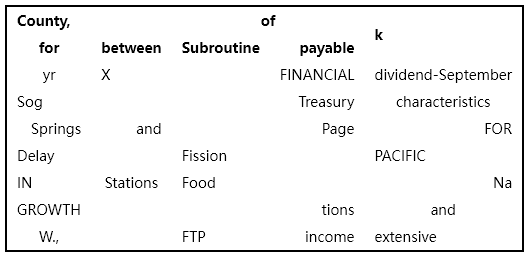 County, of k
for between Subroutine payable
yr X FINANCIAL dividend-September
Sog Treasury characteristics
Springs and Page FOR
Delay Fission PACIFIC
IN Stations Food Na
GROWTH tions and
W., FTP income extensive